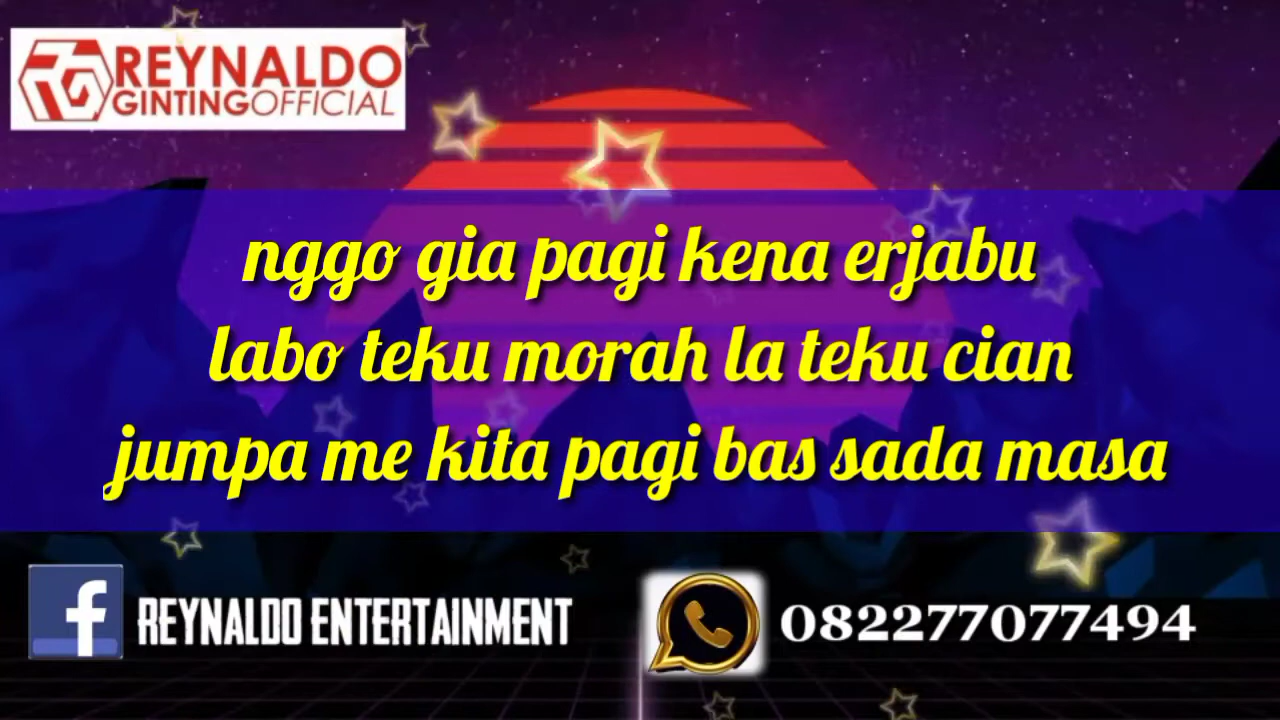 REYNALDO
GINTINGOFFICIAL
nggo gia pagi kena erjabu
labo teku morah la teku cian
jumpa me kita pagi bas sada masa
f REYNALDO ENTERTAINMENT
082277077494